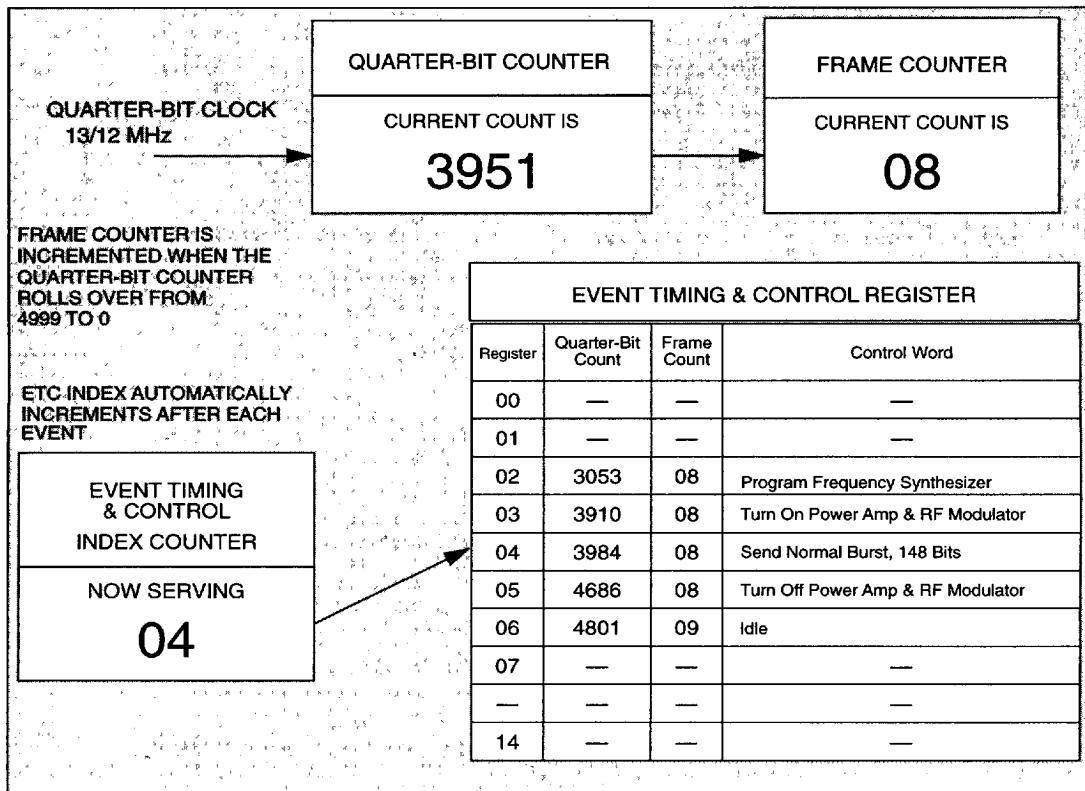 QUARTER-BIT CLOCK
13/12 MHz
QUARTER-BIT COUNTER
CURRENT COUNT IS
3951
FRAME COUNTER
CURRENT COUNT IS
08
FRAME COUNTER IS
INCREMENTED WHEN THE
QUARTER-BIT COUNTER
ROLLS OVER FROM
4999 TO 0
ETC INDEX AUTOMATICALLY
INCREMENTS AFTER EACH
EVENT
EVENT TIMING
& CONTROL
INDEX COUNTER
NOW SERVING
04
EVENT TIMING & CONTROL REGISTER
Register Quarter-Bit Count Frame Count Control Word
00 — — —
01 — — —
02 3053 08 Program Frequency Synthesizer
03 3910 08 Turn On Power Amp & RF Modulator
04 3984 08 Send Normal Burst, 148 Bits
05 4686 08 Turn Off Power Amp & RF Modulator
06 4801 09 Idle
07 — — —
— — — —
14 — — —